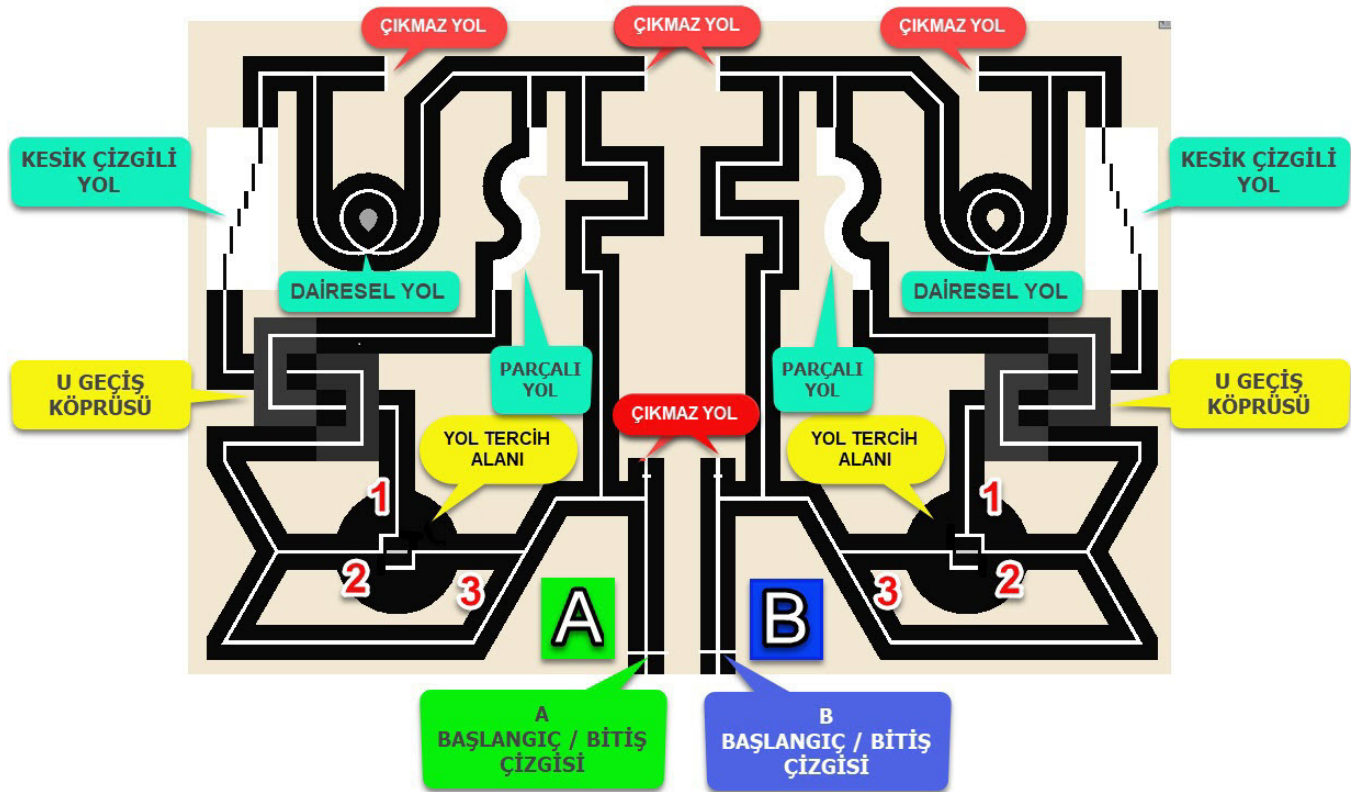 ÇIKMAZ YOL
ÇIKMAZ YOL
ÇIKMAZ YOL
KESİK ÇİZGİLİ
YOL
KESİK ÇİZGİLİ
YOL
DAİRESEL YOL
DAİRESEL YOL
PARÇALI
YOL
PARÇALI
YOL
U GEÇİŞ
KÖPRÜSÜ
U GEÇİŞ
KÖPRÜSÜ
ÇIKMAZ YOL
YOL TERCİH
ALANI
YOL TERCİH
ALANI
1
1
2
3
3
2
A
B
A
BAŞLANGIÇ / BİTİŞ
ÇİZGİSİ
B
BAŞLANGIÇ / BİTİŞ
ÇİZGİSİ